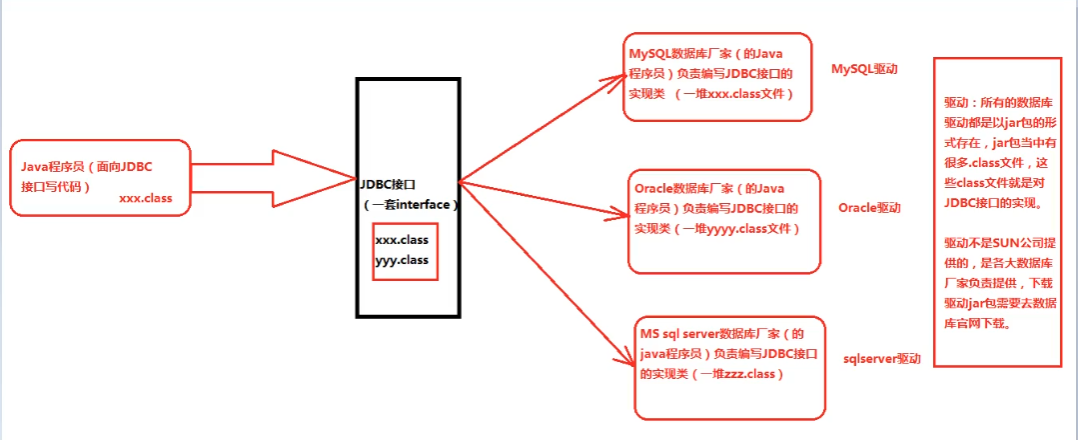 Java程序员（面向JDBC
接口写代码）
xxx.class
JDBC接口
（一套interface）
xxx.class
yyy.class
MySQL数据库厂家（的Java
程序员）负责编写JDBC接口的
实现类 （一堆xxx.class文件）
MySQL驱动
Oracle数据库厂家（的Java
程序员）负责编写JDBC接口的
实现类（一堆yyyy.class文件）
Oracle驱动
MS sql server数据库厂家（的
java程序员）负责编写JDBC接口
的实现类（一堆zzz.class）
sqlserver驱动
驱动：所有的数据库
驱动都是以jar包的形
式存在，jar包当中有
很多.class文件，这
些class文件就是对
JDBC接口的实现。
驱动不是SUN公司提
供的，是各大数据库
厂家负责提供，下载
驱动jar包需要去数据
库官网下载。